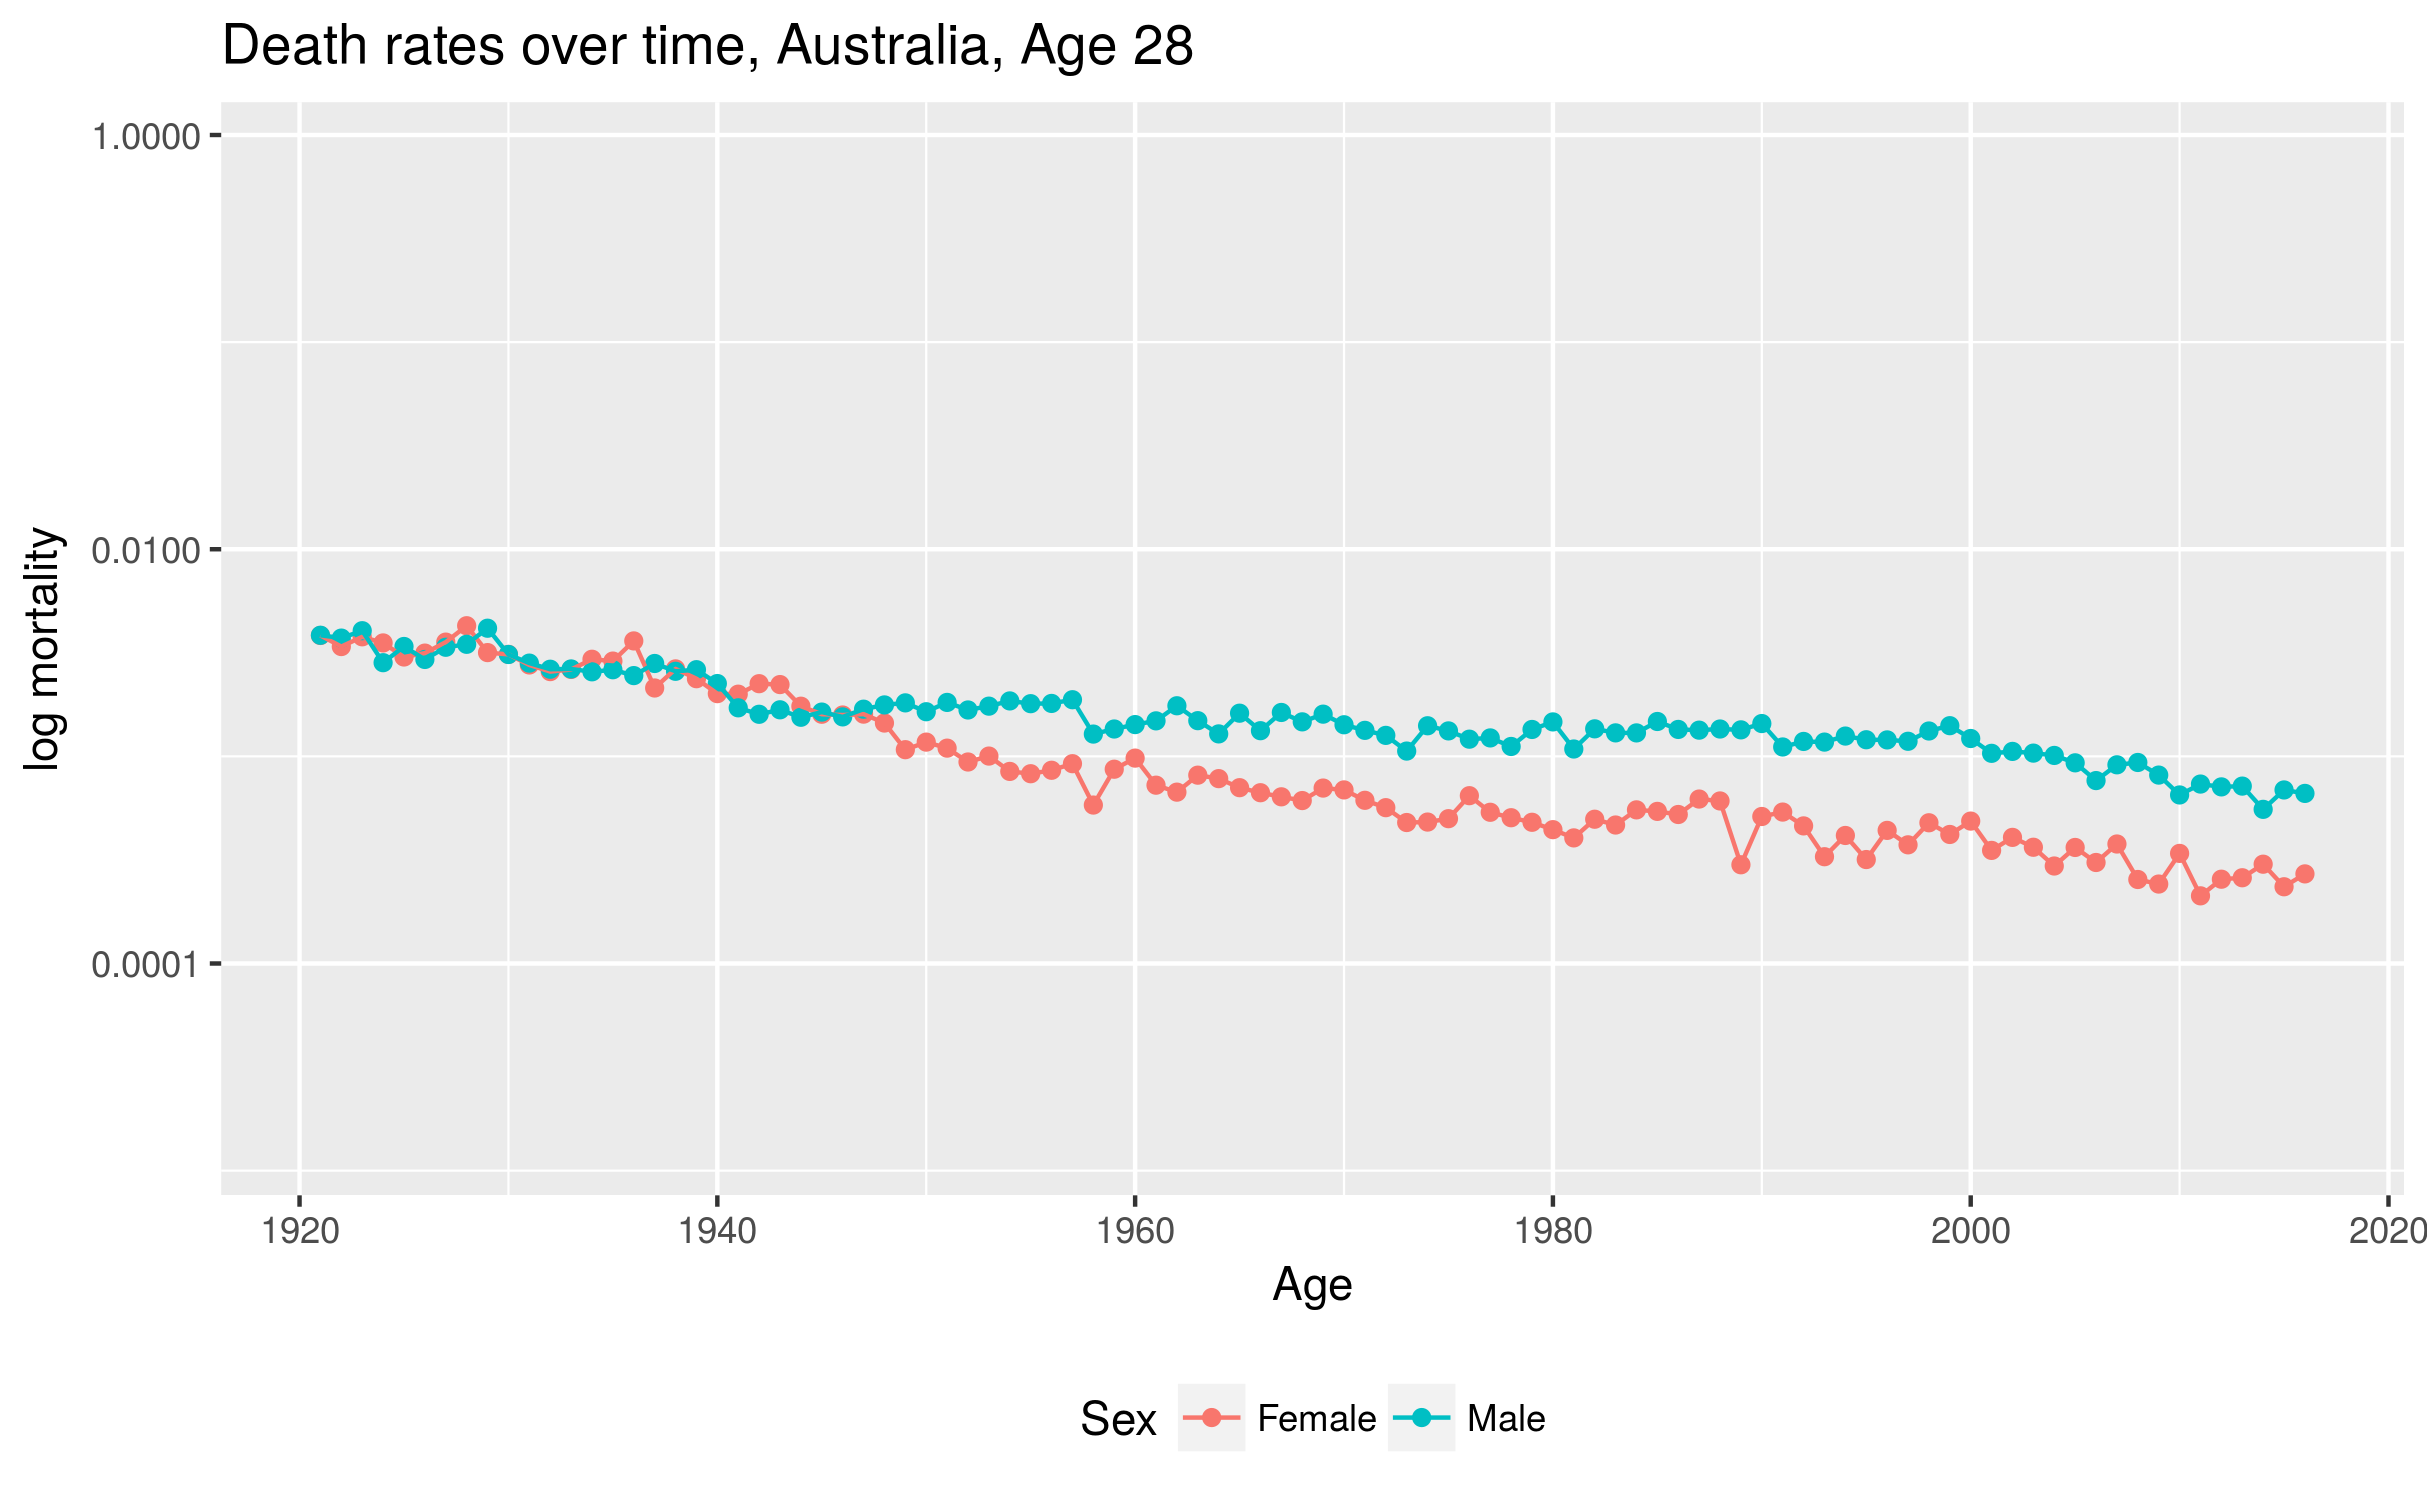 Death rates over time, Australia, Age 28
log mortality
1.0000
0.0100
0.0001
1920 1940 1960 1980 2000 2020
Age
Sex Female Male